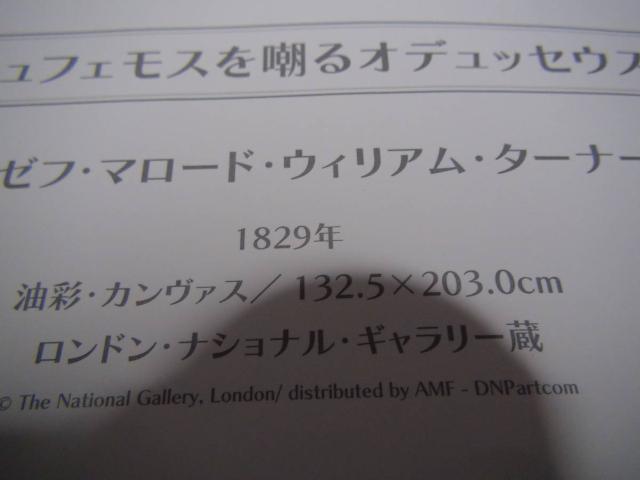 ュフェモスを嘲るオデュッセウア
ゼフ・マロード・ウィリアム・ターナー
1829年
油彩・カンヴァス／132.5×203.0cm
ロンドン・ナショナル・ギャラリー蔵
© The National Gallery, London/ distributed by AMF - DNPartcom